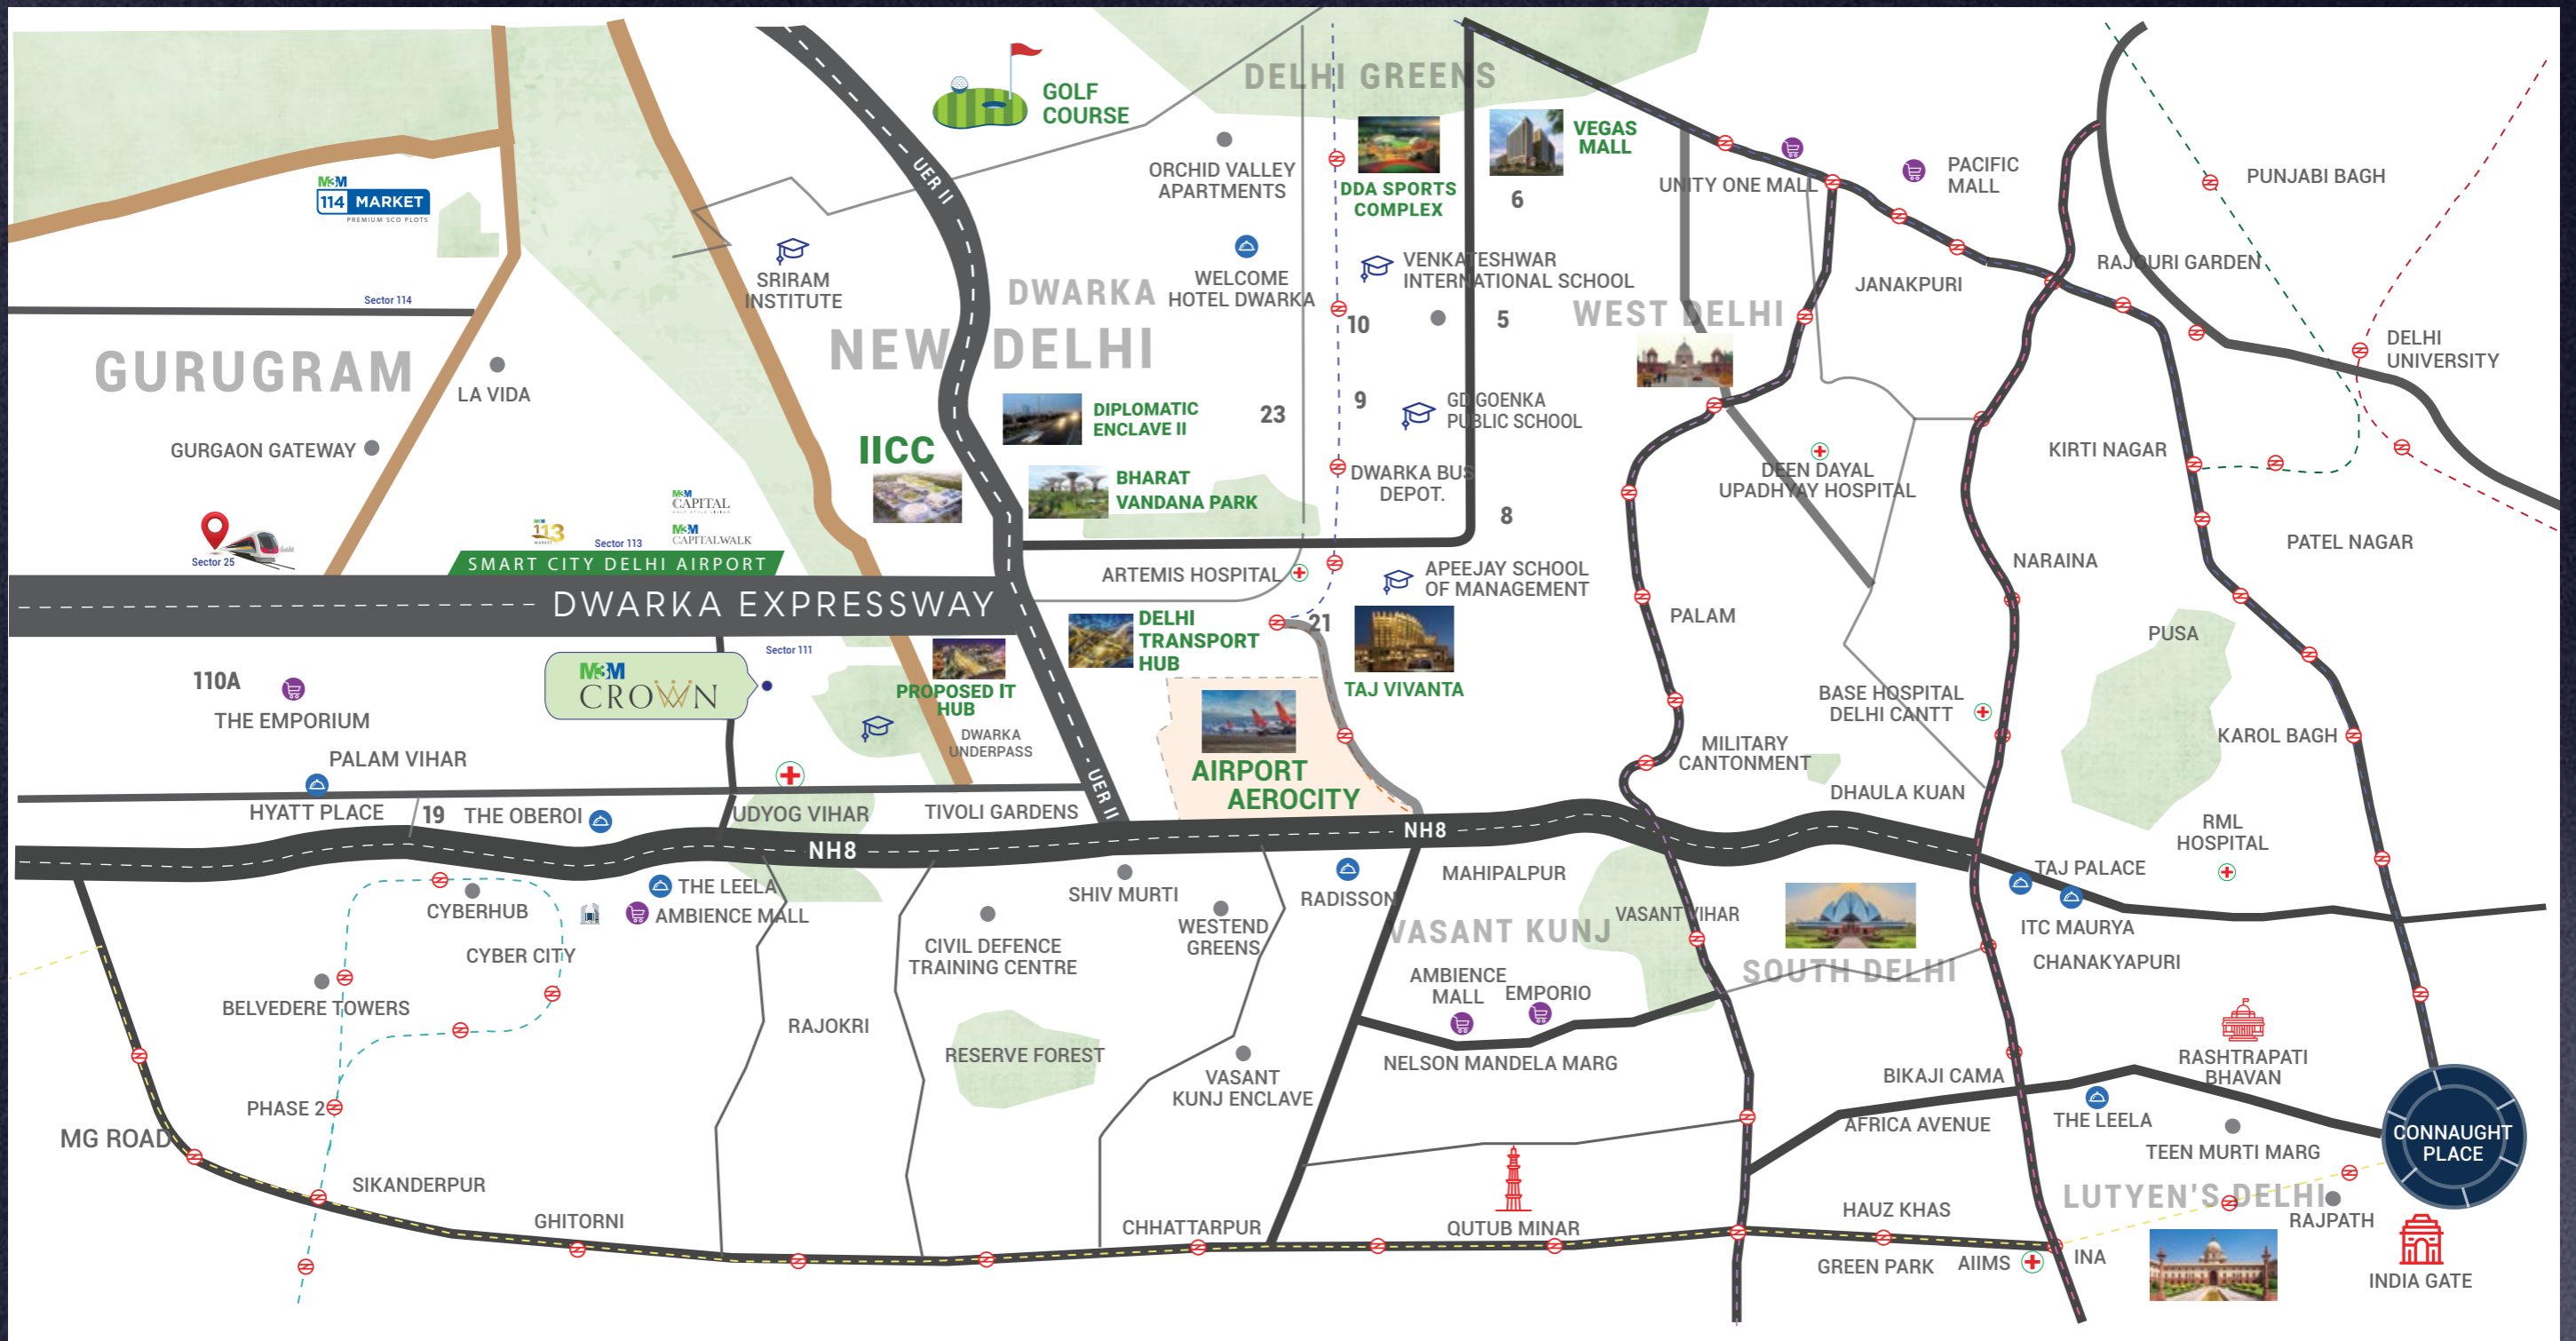 GOLF
COURSE
DELHI GREENS
VEGAS
MALL
ORCHID VALLEY
APARTMENTS
DDA SPORTS
COMPLEX
6
UNITY ONE MALL
PACIFIC
MALL
PUNJABI BAGH
M3M
114 MARKET
PREMIUM SCO PLOTS
UER II
SRIRAM
INSTITUTE
DWARKA
WELCOME
HOTEL DWARKA
VENKATESHWAR
INTERNATIONAL SCHOOL
RAJOURI GARDEN
JANAKPURI
Sector 114
GURUGRAM
NEW DELHI
10
5
WEST DELHI
DELHI
UNIVERSITY
LA VIDA
DIPLOMATIC
ENCLAVE II
23
9
GD GOENKA
PUBLIC SCHOOL
GURGAON GATEWAY
IICC
KIRTI NAGAR
BHARAT
VANDANA PARK
DWARKA BUS
DEPOT.
DEEN DAYAL
UPADHYAY HOSPITAL
M3M
CAPITAL
M3M
113
MARKET
M3M
CAPITALWALK
8
Sector 113
Sector 25
SMART CITY DELHI AIRPORT
ARTEMIS HOSPITAL
APEEJAY SCHOOL
OF MANAGEMENT
NARAINA
PATEL NAGAR
DWARKA EXPRESSWAY
DELHI
TRANSPORT
HUB
21
PALAM
PUSA
Sector 111
110A
THE EMPORIUM
M3M
CROWN
PROPOSED IT
HUB
TAJ VIVANTA
BASE HOSPITAL
DELHI CANTT
DWARKA
UNDERPASS
KAROL BAGH
PALAM VIHAR
MILITARY
CANTONMENT
AIRPORT
AEROCITY
UER II
DHAULA KUAN
HYATT PLACE
19
THE OBEROI
UDYOG VIHAR
TIVOLI GARDENS
RML
HOSPITAL
NH8
NH8
TAJ PALACE
THE LEELA
CYBERHUB
AMBIENCE MALL
SHIV MURTI
RADISSON
MAHIPALPUR
VASANT KUNJ
VASANT VIHAR
ITC MAURYA
CYBER CITY
CIVIL DEFENCE
TRAINING CENTRE
WESTEND
GREENS
SOUTH DELHI
CHANAKYAPURI
BELVEDERE TOWERS
AMBIENCE
MALL
EMPORIO
RAJOKRI
RESERVE FOREST
VASANT
KUNJ ENCLAVE
NELSON MANDELA MARG
RASHTRAPATI
BHAVAN
BIKAJI CAMA
PHASE 2
MG ROAD
AFRICA AVENUE
THE LEELA
TEEN MURTI MARG
CONNAUGHT
PLACE
SIKANDERPUR
LUTYEN'S DELHI
GHITORNI
CHHATTARPUR
QUTUB MINAR
HAUZ KHAS
RAJPATH
GREEN PARK
AIIMS
INA
INDIA GATE